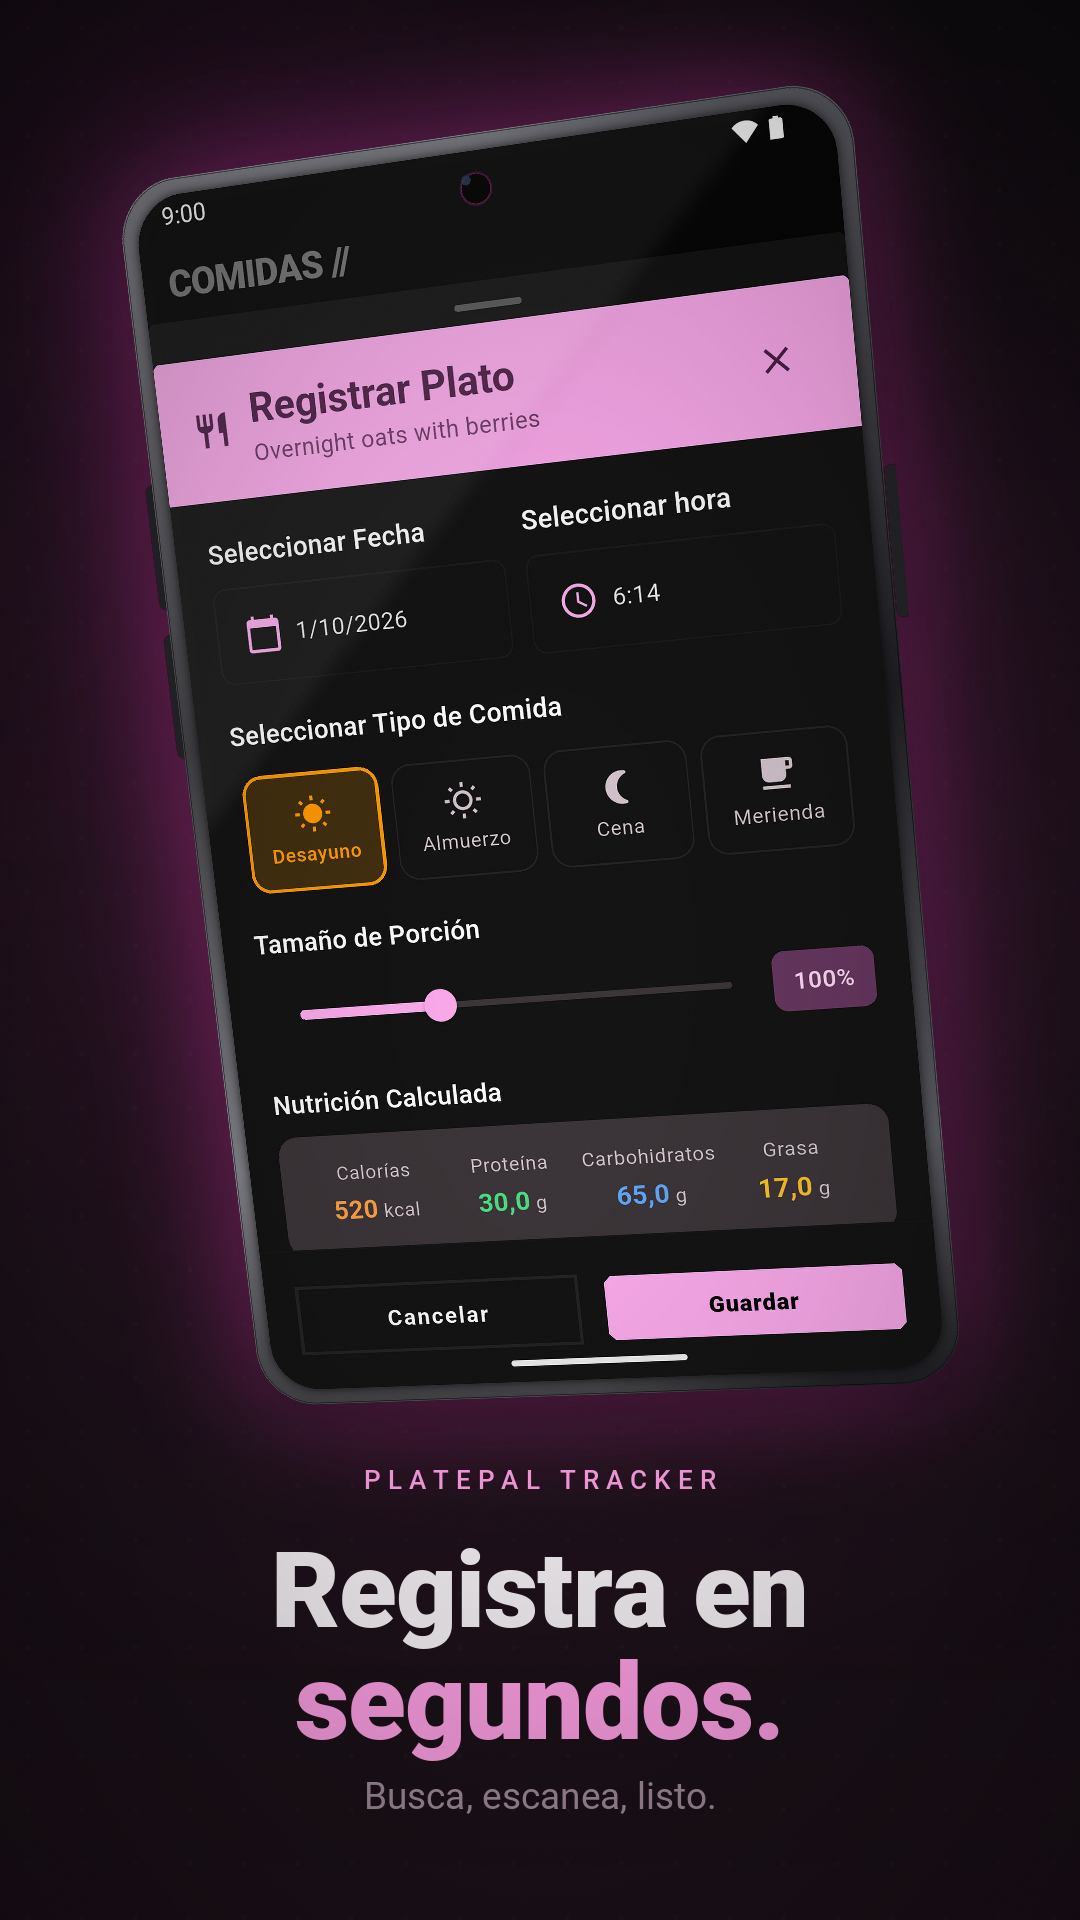 9:00
COMIDAS //
Registrar Plato
Overnight oats with berries
Seleccionar Fecha
Seleccionar hora
1/10/2026
6:14
Seleccionar Tipo de Comida
Desayuno
Almuerzo
Cena
Merienda
Tamaño de Porción
100%
Nutrición Calculada
Calorías
Proteína
Carbohidratos
Grasa
520 kcal
30,0 g
65,0 g
17,0 g
Cancelar
Guardar
PLATEPAL TRACKER
Registra en
segundos.
Busca, escanea, listo.